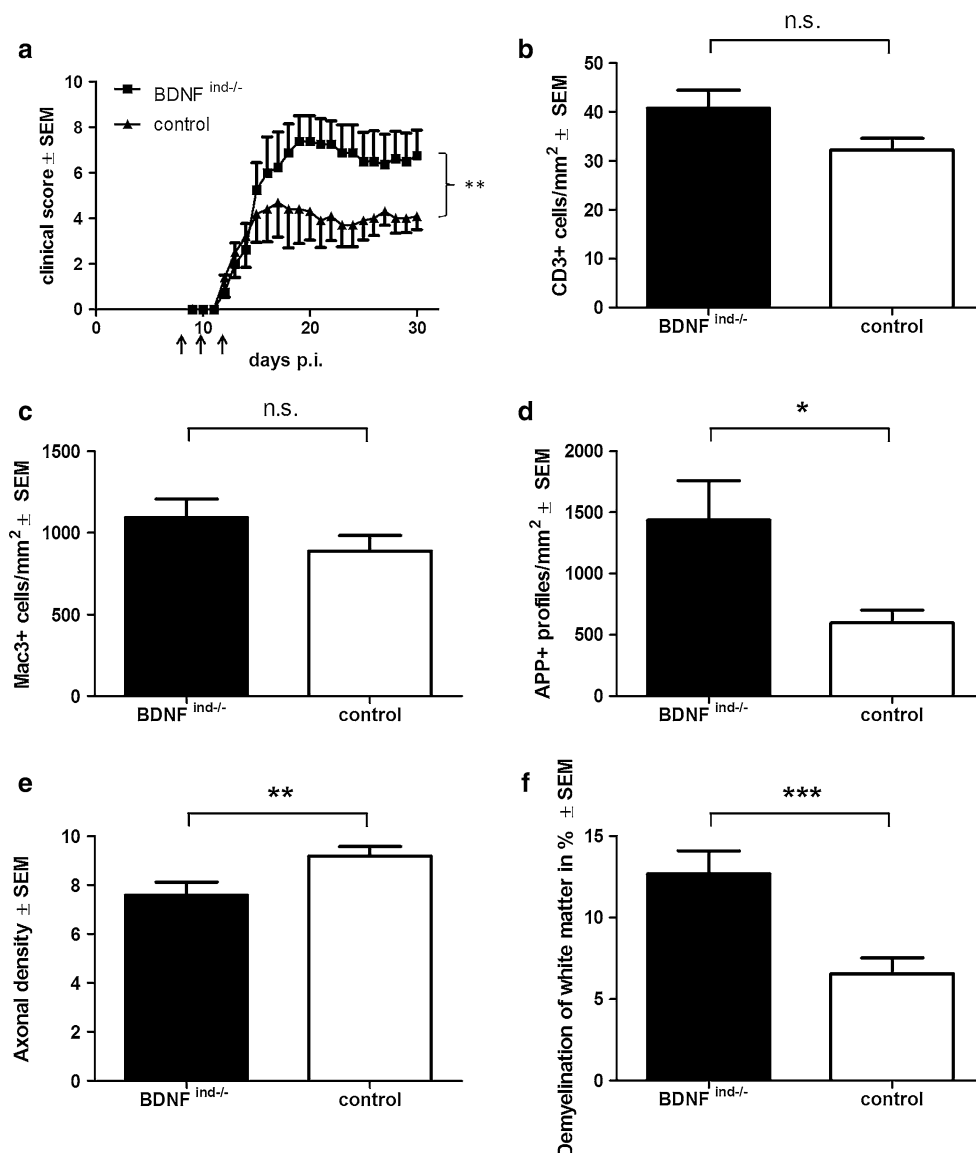 a
clinical score ± SEM
10
8
6
4
2
0
BDNF ind-/-
control
**
0
10
20
30
days p.i.
b
n.s.
CD3+ cells/mm2 ± SEM
50
40
30
20
10
0
BDNF ind-/-
control
c
n.s.
Mac3+ cells/mm2 ± SEM
1500
1000
500
0
BDNF ind-/-
control
d
*
APP+ profiles/mm2 ± SEM
2000
1500
1000
500
0
BDNF ind-/-
control
e
**
Axonal density ± SEM
10
8
6
4
2
0
BDNF ind-/-
control
f
***
Demyelination of white matter in % ± SEM
15
10
5
0
BDNF ind-/-
control